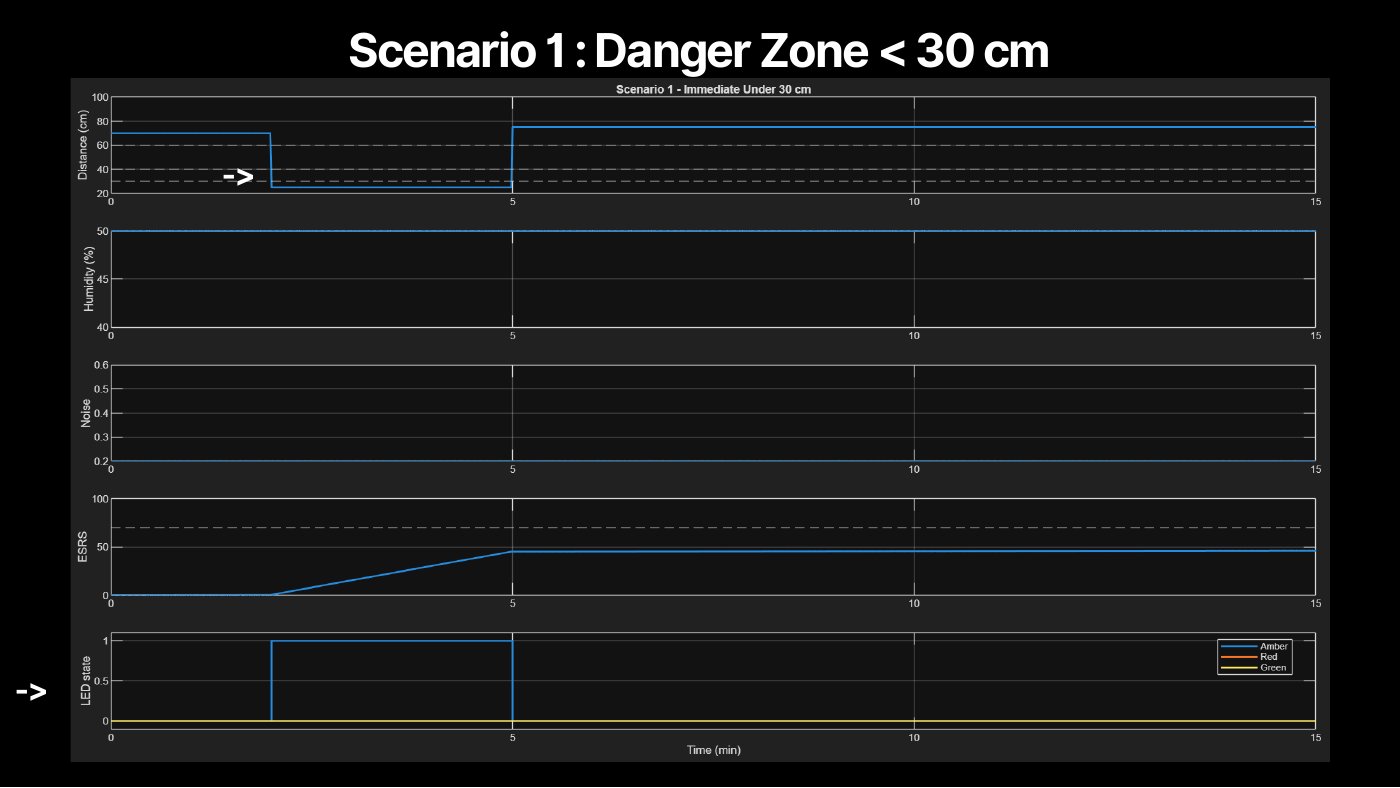 Scenario 1 : Danger Zone < 30 cm
Scenario 1 - Immediate Under 30 cm
Distance (cm)
100
80
60
40
20
0 5 10 15
->
Humidity (%)
50
45
40
0 5 10 15
Noise
0.6
0.5
0.4
0.3
0.2
0 5 10 15
ESRS
100
50
0
0 5 10 15
->
LED state
1
0.5
0
0 5 10 15
Amber
Red
Green
Time (min)